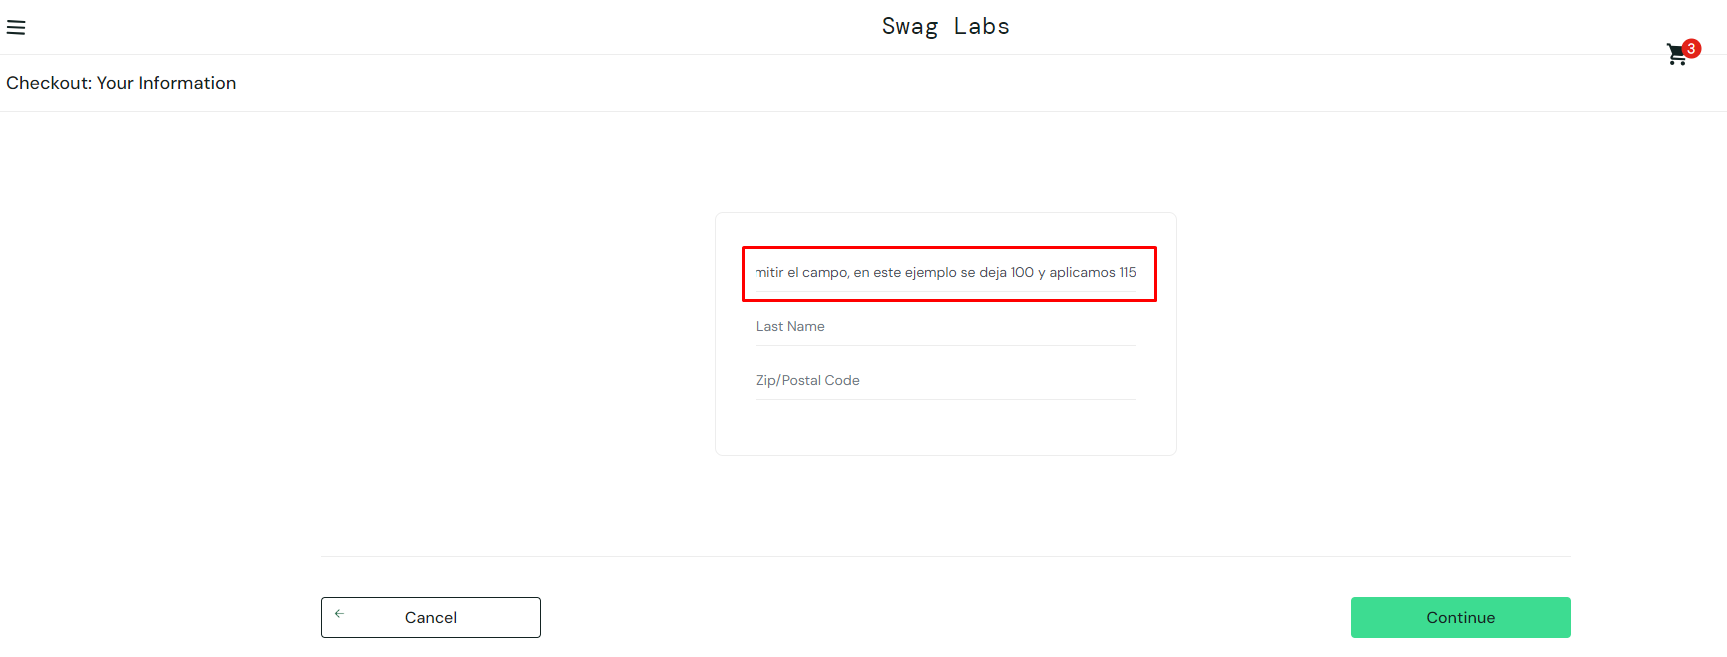 Swag Labs
3
Checkout: Your Information
mitir el campo, en este ejemplo se deja 100 y aplicamos 115
Last Name
Zip/Postal Code
Cancel
Continue